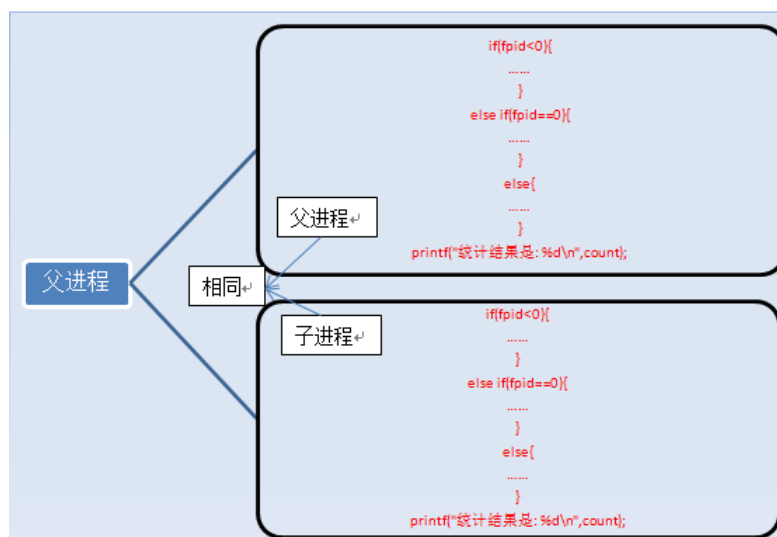 if(fpid<0){
......
}
else if(fpid==0){
......
}
else{
......
}
printf("统计结果是: %d\n",count);
父进程
父进程
相同
子进程
if(fpid<0){
......
}
else if(fpid==0){
......
}
else{
......
}
printf("统计结果是: %d\n",count);